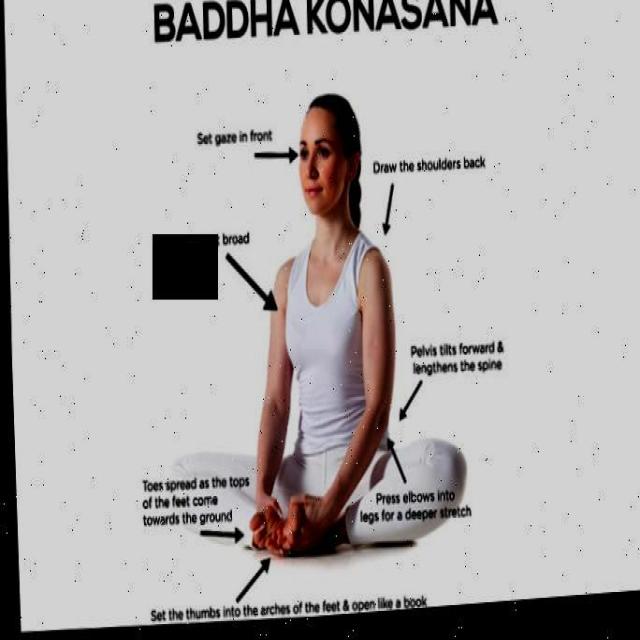 BADDHA KONASANA
Set gaze in front
Draw the shoulders back
broad
Pelvis tilts forward &
lengthens the spine
Toes spread as the tops
of the feet come
towards the ground
Press elbows into
legs for a deeper stretch
Set the thumbs into the arches of the feet & open like a book